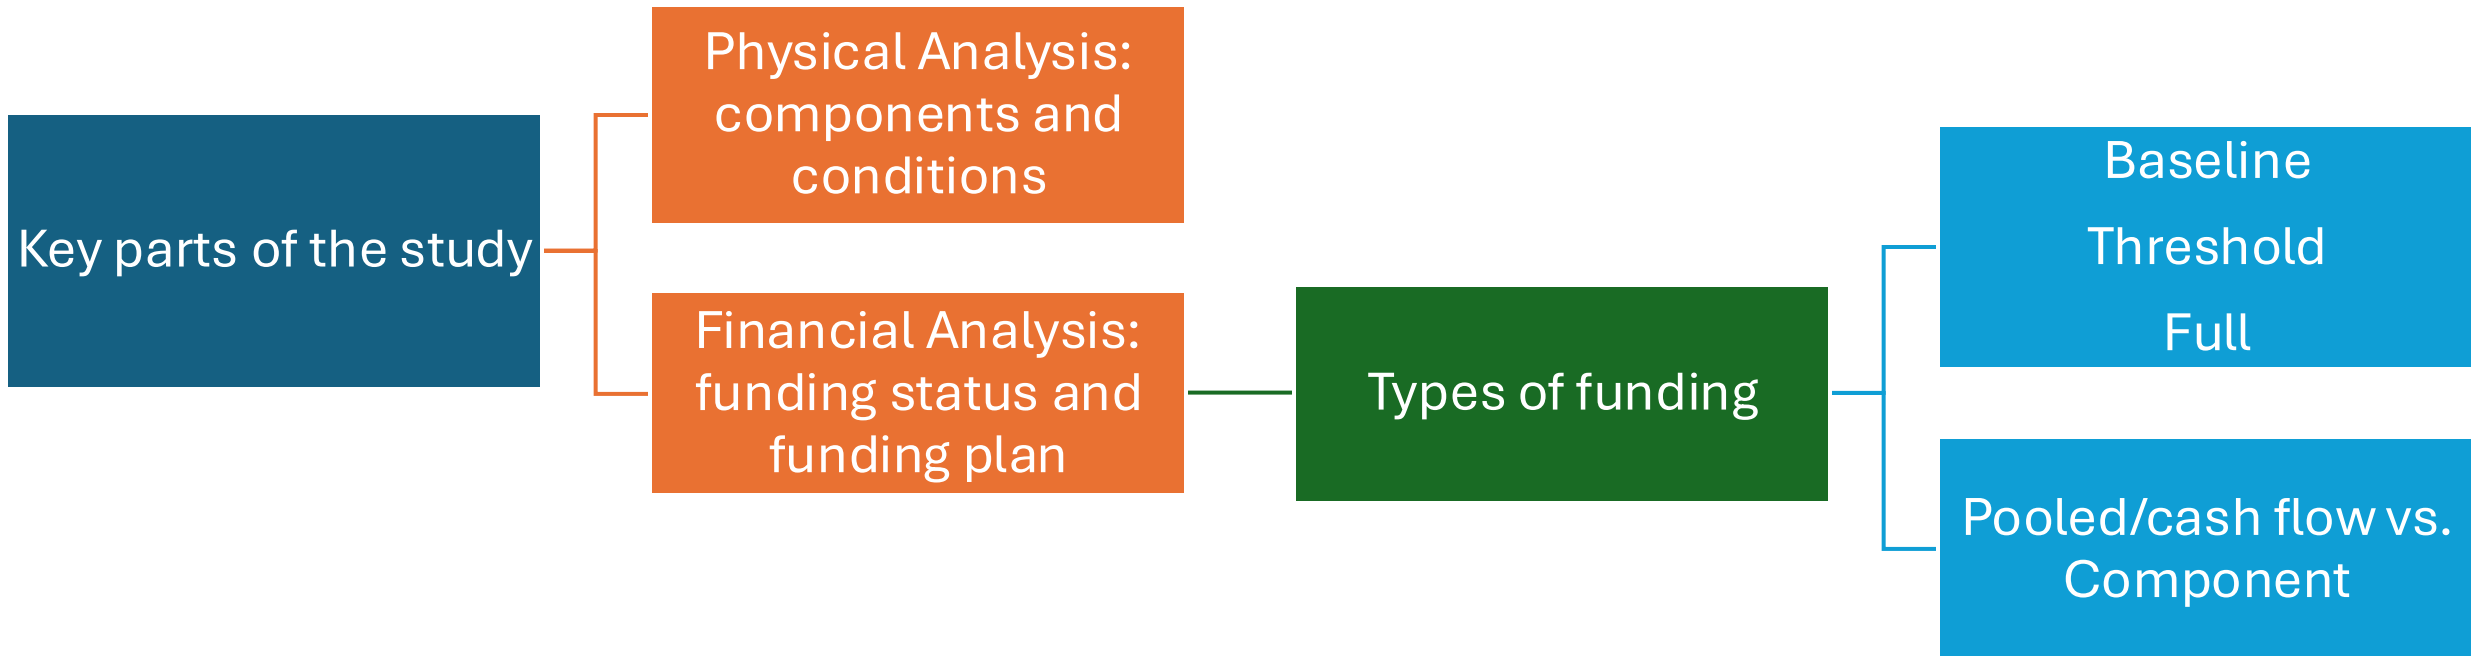 Key parts of the study
Physical Analysis:
components and
conditions
Financial Analysis:
funding status and
funding plan
Types of funding
Baseline
Threshold
Full
Pooled/cash flow vs.
Component